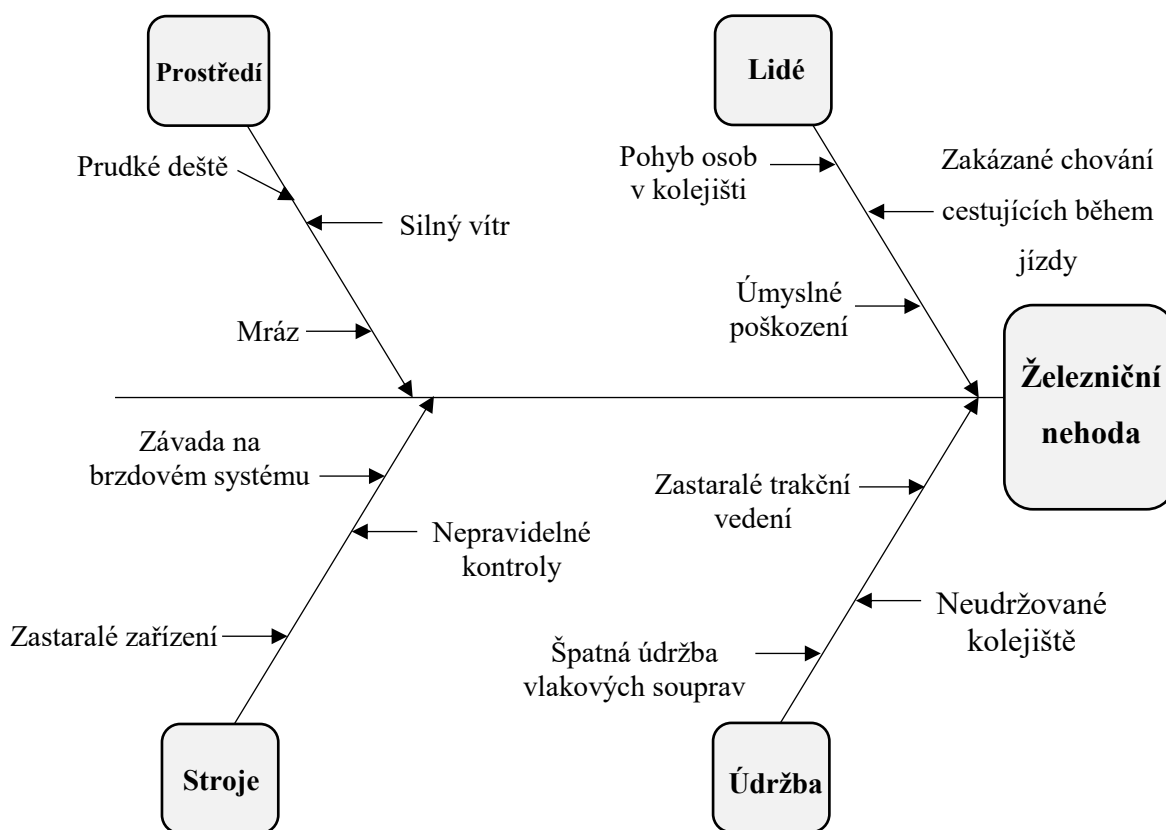 Prostředí
Lidé
Prudké deště
Silný vítr
Mráz
Pohyb osob
v kolejišti
Zakázané chování
cestujících během
jízdy
Úmyslné
poškození
Železniční
nehoda
Závada na
brzdovém systému
Nepravidelné
kontroly
Zastaralé zařízení
Zastaralé trakční
vedení
Neudržované
kolejiště
Špatná údržba
vlakových souprav
Stroje
Údržba